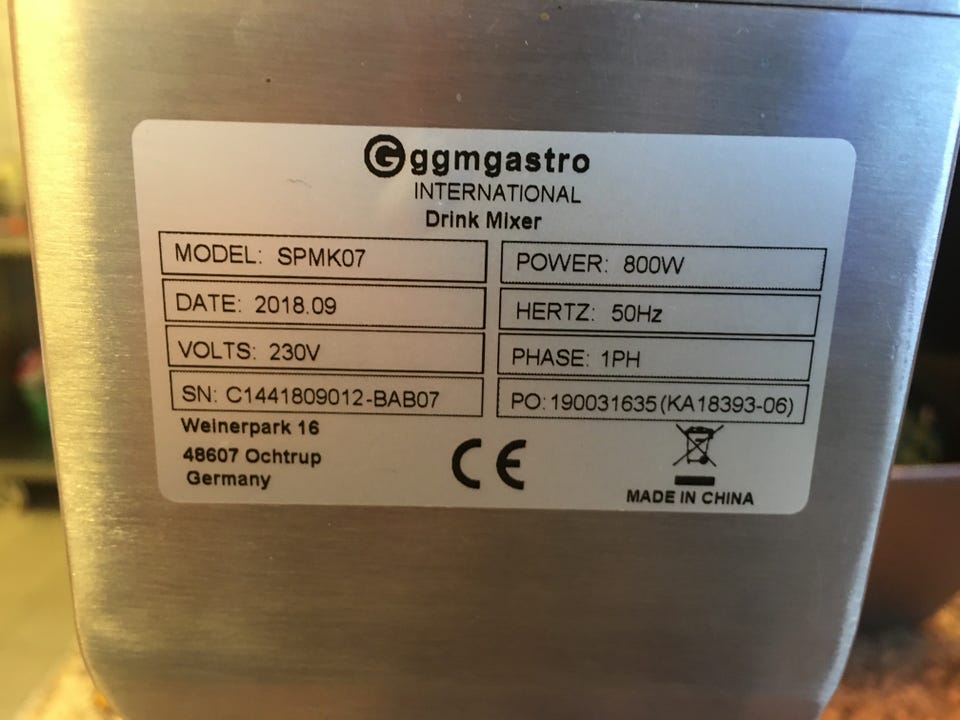 ggmgastro
INTERNATIONAL
Drink Mixer
MODEL: SPMK07
POWER: 800W
DATE: 2018.09
HERTZ: 50Hz
VOLTS: 230V
PHASE: 1PH
SN: C1441809012-BAB07
PO:190031635(KA18393-06)
Weinerpark 16
48607 Ochtrup
Germany
CE
MADE IN CHINA